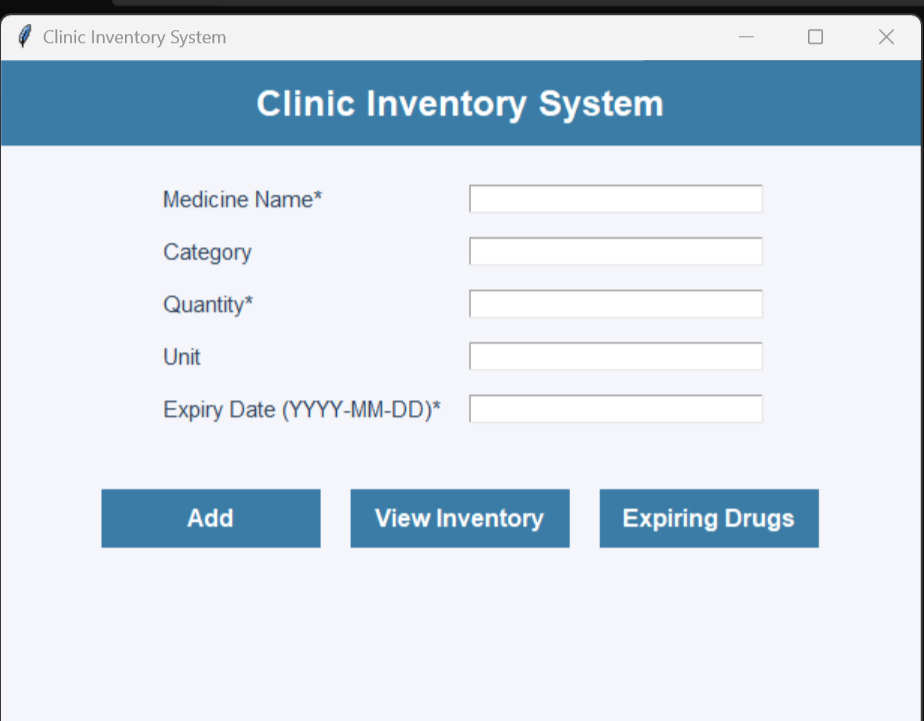 Clinic Inventory System
Clinic Inventory System
Medicine Name*
Category
Quantity*
Unit
Expiry Date (YYYY-MM-DD)*
Add View Inventory Expiring Drugs